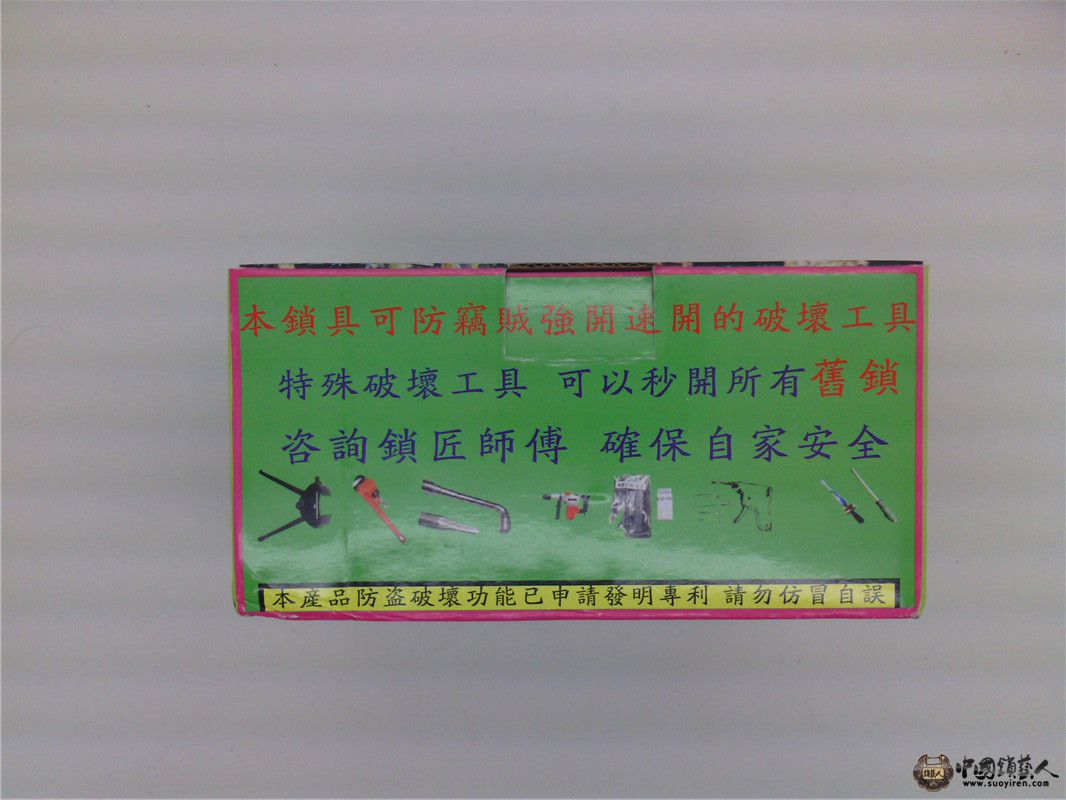 本鎖具可防竊賊強開速開的破壞工具
特殊破壞工具 可以秒開所有舊鎖
咨詢鎖匠師傅 確保自家安全
本產品防盜破壞功能已申請發明專利 請勿仿冒自誤
中國鎖藝人
www.suoyiren.com